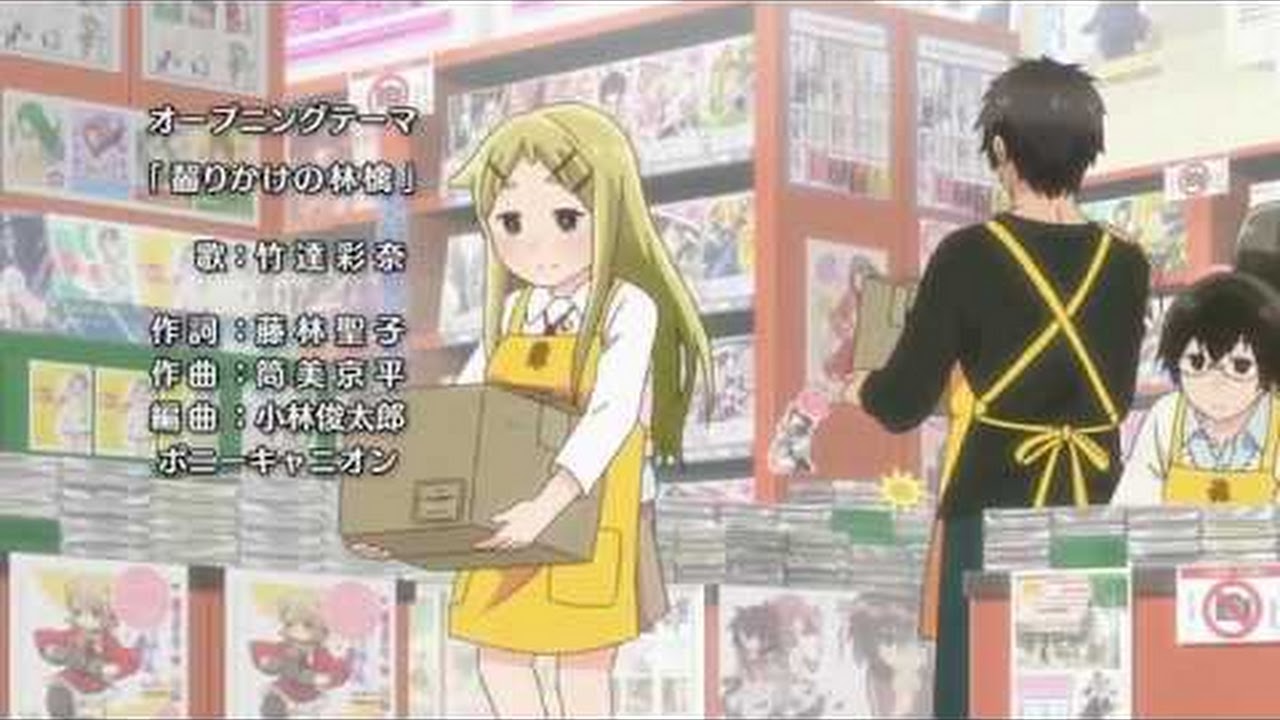 オープニングテーマ
「齧りかけの林檎」
歌：竹達彩奈
作詞：藤林聖子
作曲：筒美京平
編曲：小林俊太郎
ポニーキャニオン